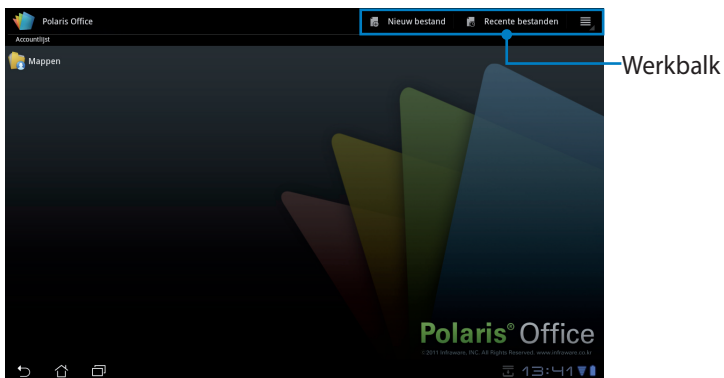 Polaris Office
Nieuw bestand
Recente bestanden
Accountlijst
Mappen
Werkbalk
Polaris® Office
©2011 Infraware, INC. All Rights Reserved. www.infraware.co.kr
13:41